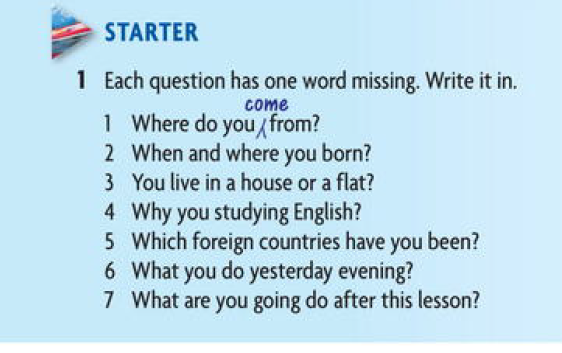 STARTER
1 Each question has one word missing. Write it in.
come
1 Where do you from?
2 When and where you born?
3 You live in a house or a flat?
4 Why you studying English?
5 Which foreign countries have you been?
6 What you do yesterday evening?
7 What are you going do after this lesson?